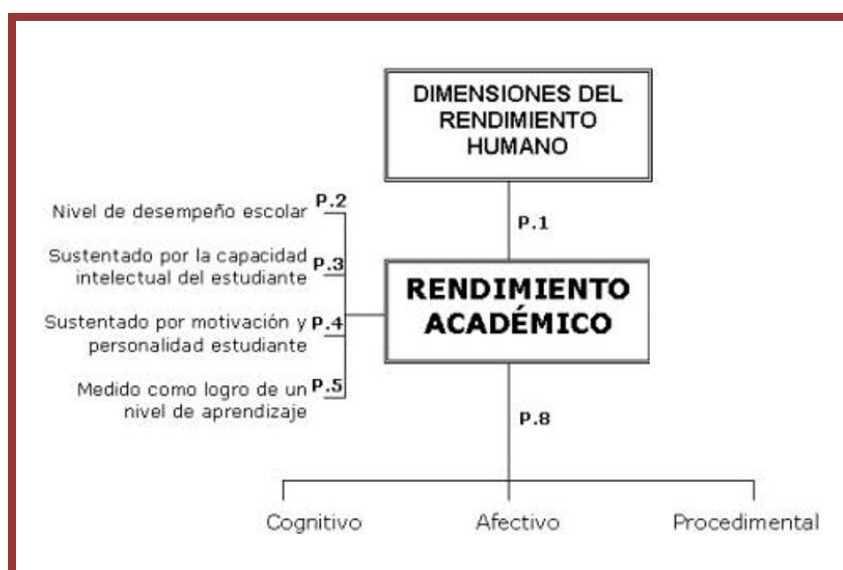 DIMENSIONES DEL
RENDIMIENTO
HUMANO
P.1
Nivel de desempeño escolar P.2
Sustentado por la capacidad
intelectual del estudiante
P.3
Sustentado por motivación y
personalidad estudiante
P.4
Medido como logro de un
nivel de aprendizaje
P.5
RENDIMIENTO
ACADÉMICO
P.8
Cognitivo
Afectivo
Procedimental